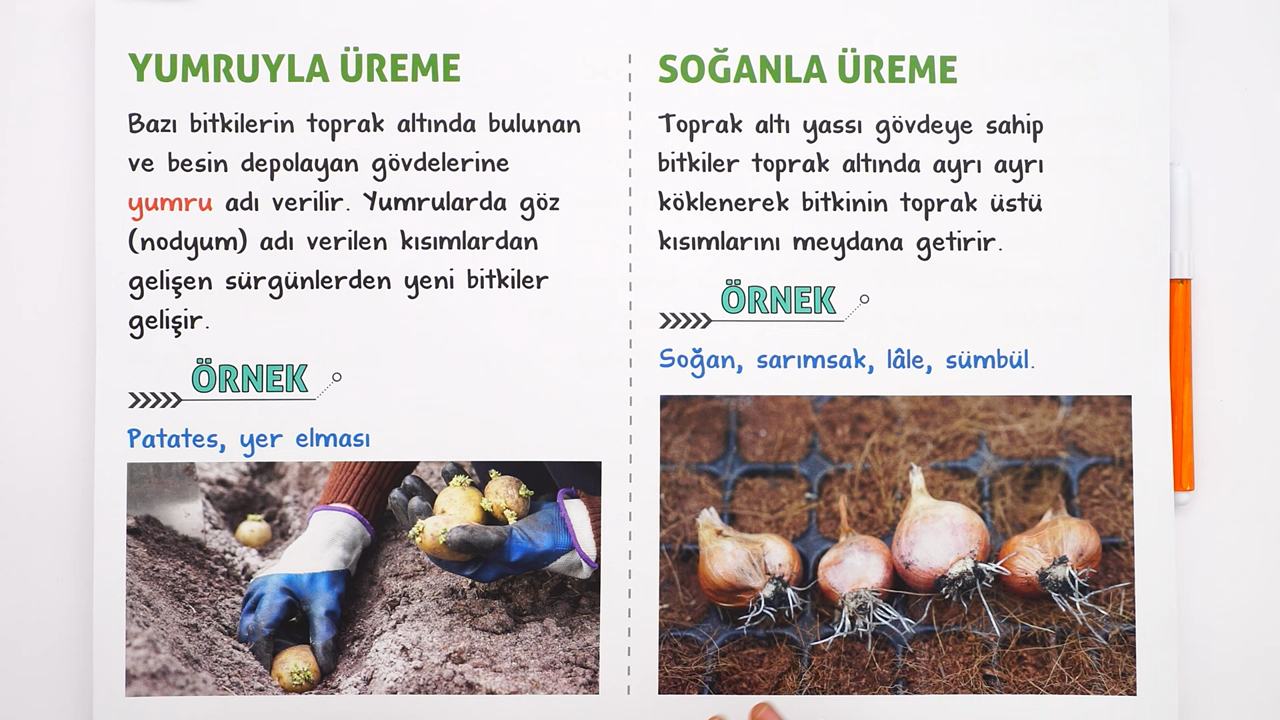 YUMRUYLA ÜREME
Bazı bitkilerin toprak altında bulunan
ve besin depolayan gövdelerine
yumru adı verilir. Yumrularda göz
(nodyum) adı verilen kısımlardan
gelişen sürgünlerden yeni bitkiler
gelişir.
ÖRNEK
Patates, yer elması
SOĞANLA ÜREME
Toprak altı yassı gövdeye sahip
bitkiler toprak altında ayrı ayrı
köklenerek bitkinin toprak üstü
kısımlarını meydana getirir.
ÖRNEK
Soğan, sarımsak, lâle, sümbül.